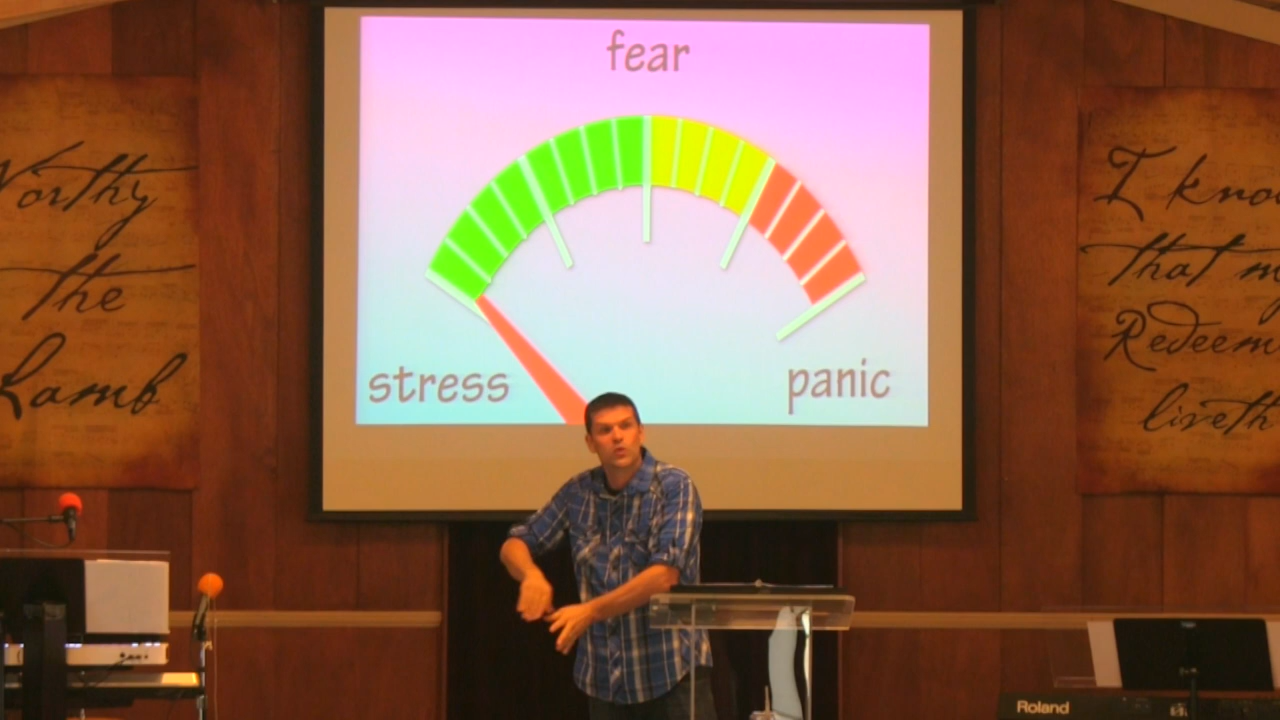 fear
stress
panic
Worthy
the
Lamb
I kno
that m
Redeem
liveth
Roland